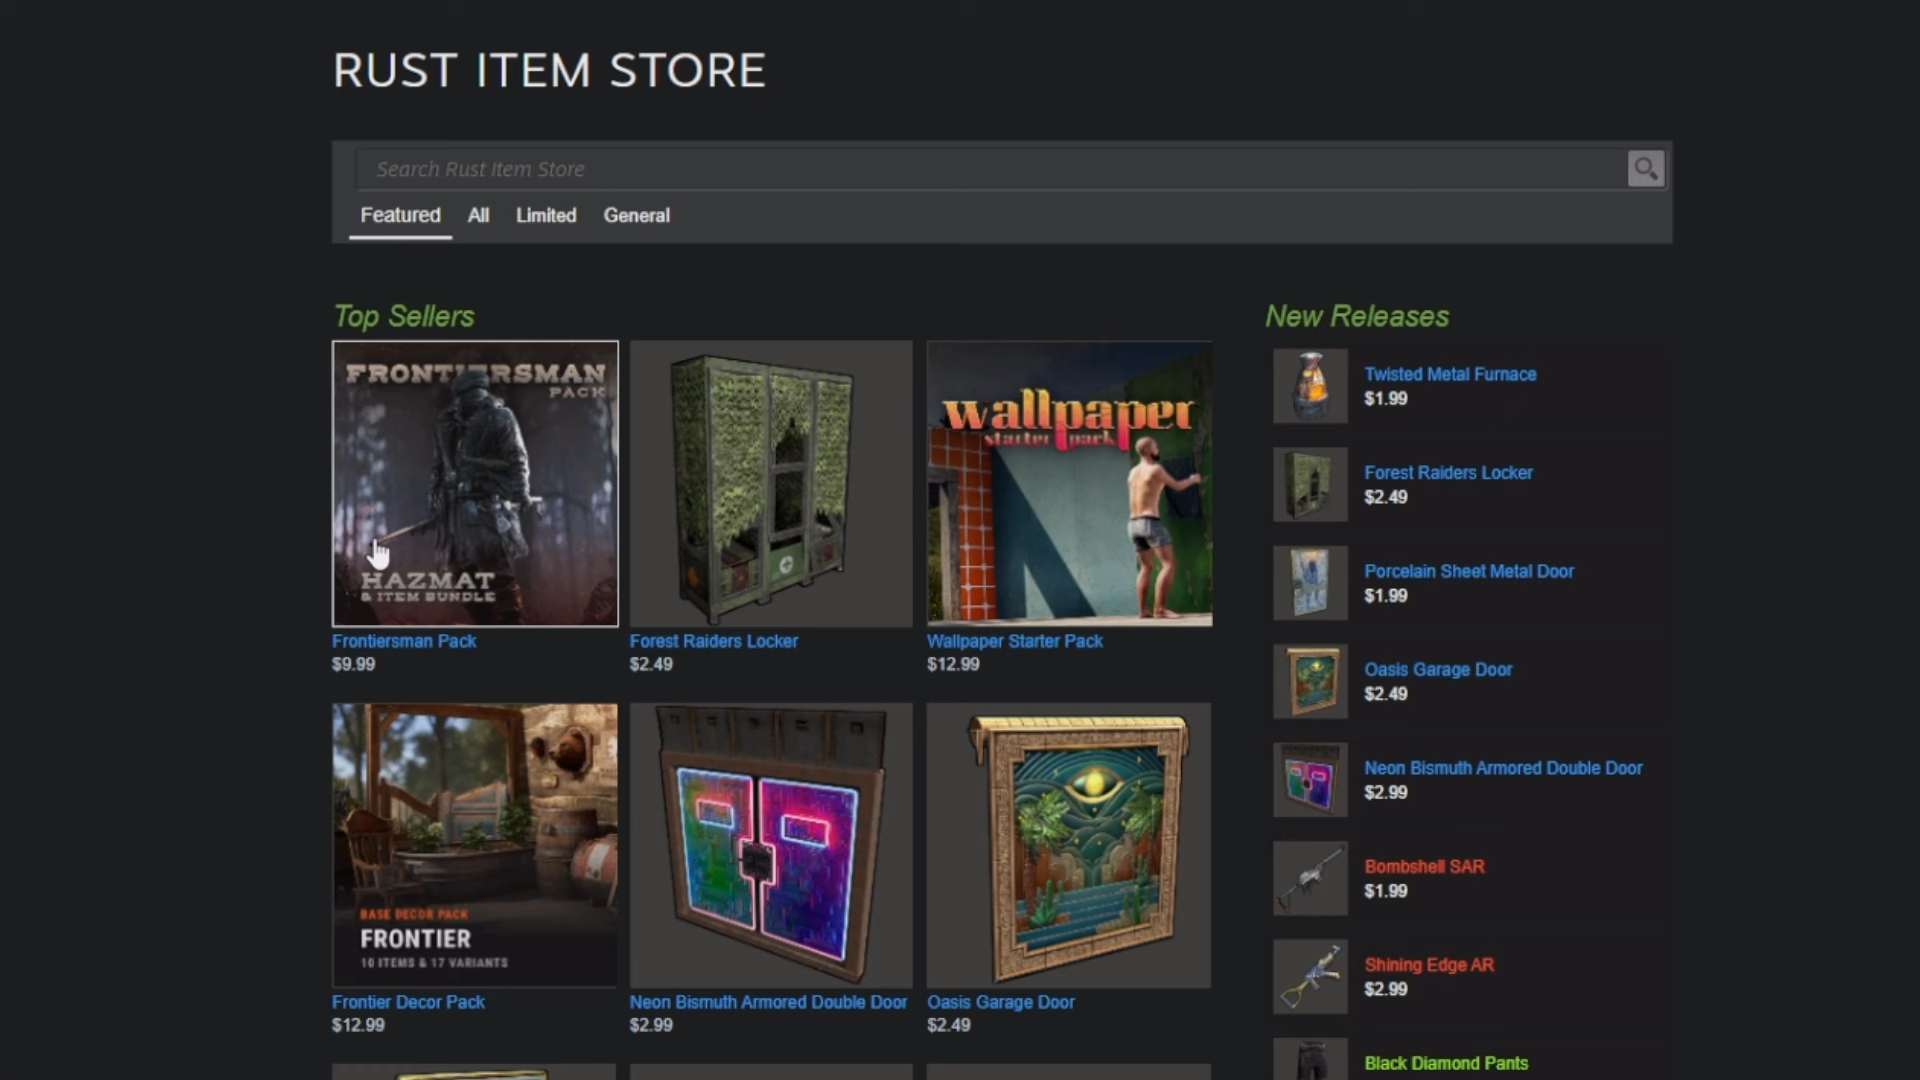 RUST ITEM STORE
Search Rust Item Store
Featured All Limited General
Top Sellers
FRONTIERSMAN
PACK
HAZMAT
& ITEM BUNDLE
Frontiersman Pack
$9.99
Forest Raiders Locker
$2.49
wallpaper
starter pack
Wallpaper Starter Pack
$12.99
BASE DECOR PACK
FRONTIER
10 ITEMS & 17 VARIANTS
Frontier Decor Pack
$12.99
Neon Bismuth Armored Double Door
$2.99
Oasis Garage Door
$2.49
New Releases
Twisted Metal Furnace
$1.99
Forest Raiders Locker
$2.49
Porcelain Sheet Metal Door
$1.99
Oasis Garage Door
$2.49
Neon Bismuth Armored Double Door
$2.99
Bombshell SAR
$1.99
Shining Edge AR
$2.99
Black Diamond Pants